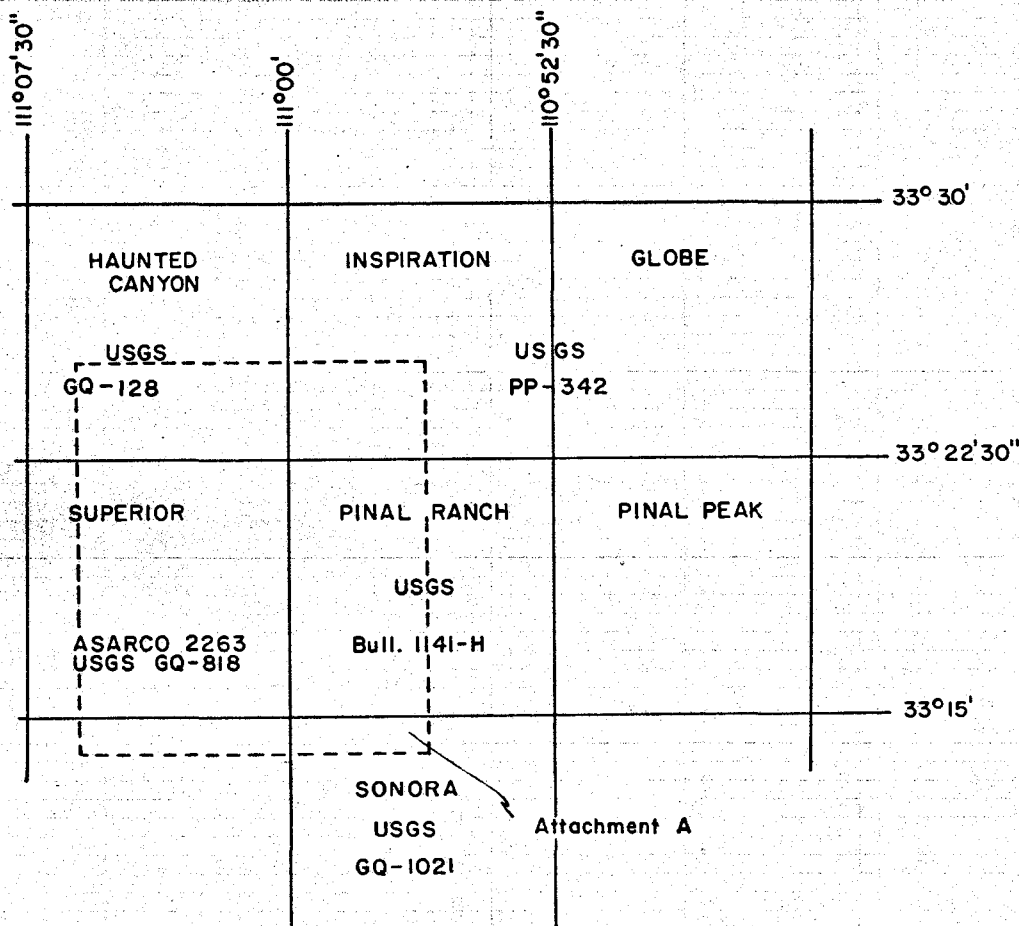 111°07'30"
111°00'
110°52'30"
33°30'
HAUNTED
CANYON
INSPIRATION
GLOBE
USGS
GQ-128
USGS
PP-342
33°22'30"
SUPERIOR
PINAL RANCH
PINAL PEAK
USGS
ASARCO 2263
USGS GQ-818
Bull. 1141-H
33°15'
SONORA
USGS
GQ-1021
Attachment A